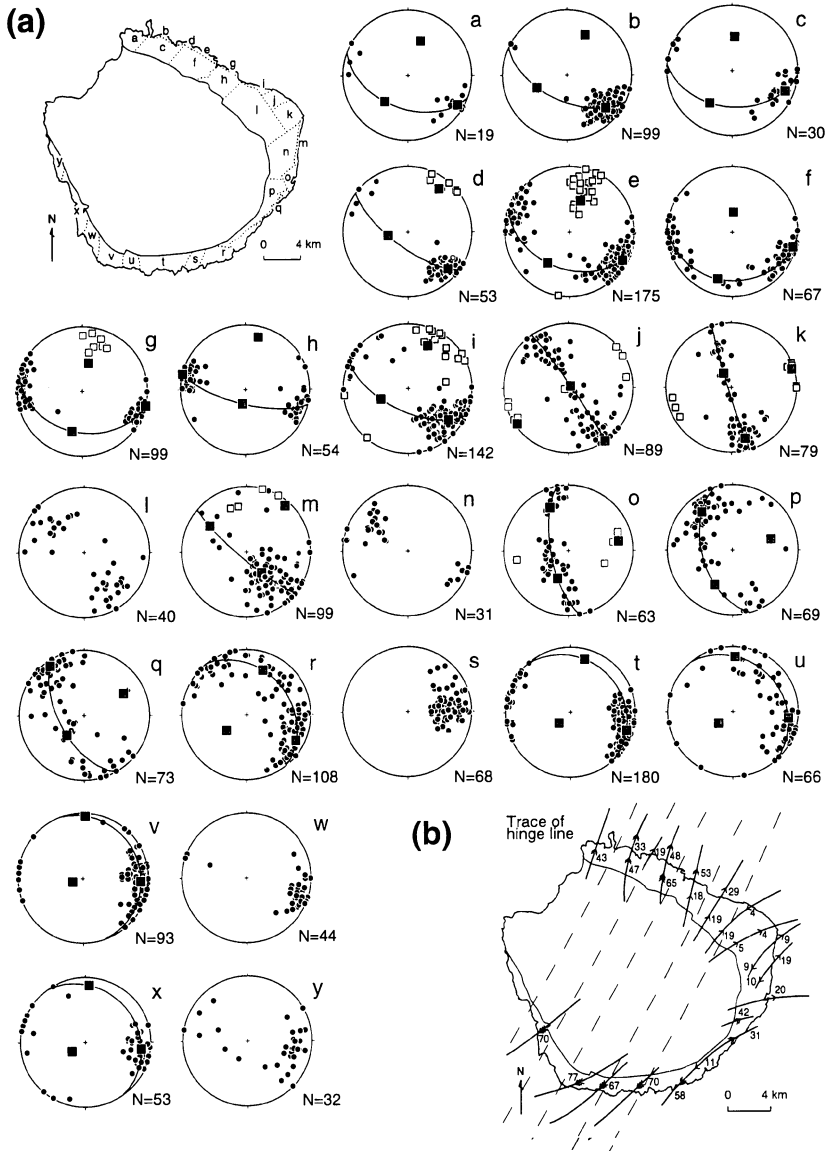 (a)
a b c d e f g h i j k l m n o p q r s t u v w x y
N
0 4 km
a
N=19
b
N=99
c
N=30
d
N=53
e
N=175
f
N=67
g
N=99
h
N=54
i
N=142
j
N=89
k
N=79
l
N=40
m
N=99
n
N=31
o
N=63
p
N=69
q
N=73
r
N=108
s
N=68
t
N=180
u
N=66
v
N=93
w
N=44
x
N=53
y
N=32
(b)
Trace of
hinge line
43 33 19 48
47 65 53
18 29
19 4
19 5 4 9
9 19
10 20
42 31
11
70
77 67 70 58
N
0 4 km